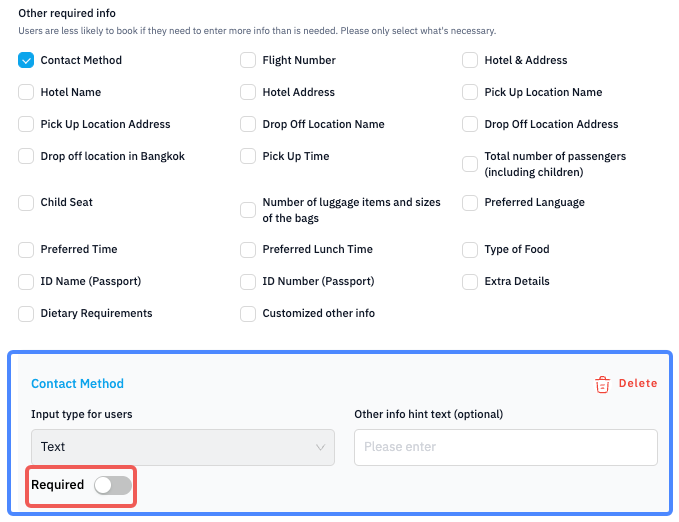 Other required info
Users are less likely to book if they need to enter more info than is needed. Please only select what's necessary.
Contact Method
Flight Number
Hotel & Address
Hotel Name
Hotel Address
Pick Up Location Name
Pick Up Location Address
Drop Off Location Name
Drop Off Location Address
Drop off location in Bangkok
Pick Up Time
Total number of passengers
(including children)
Child Seat
Number of luggage items and sizes
of the bags
Preferred Language
Preferred Time
Preferred Lunch Time
Type of Food
ID Name (Passport)
ID Number (Passport)
Extra Details
Dietary Requirements
Customized other info
Contact Method
Delete
Input type for users
Other info hint text (optional)
Text
Please enter
Required